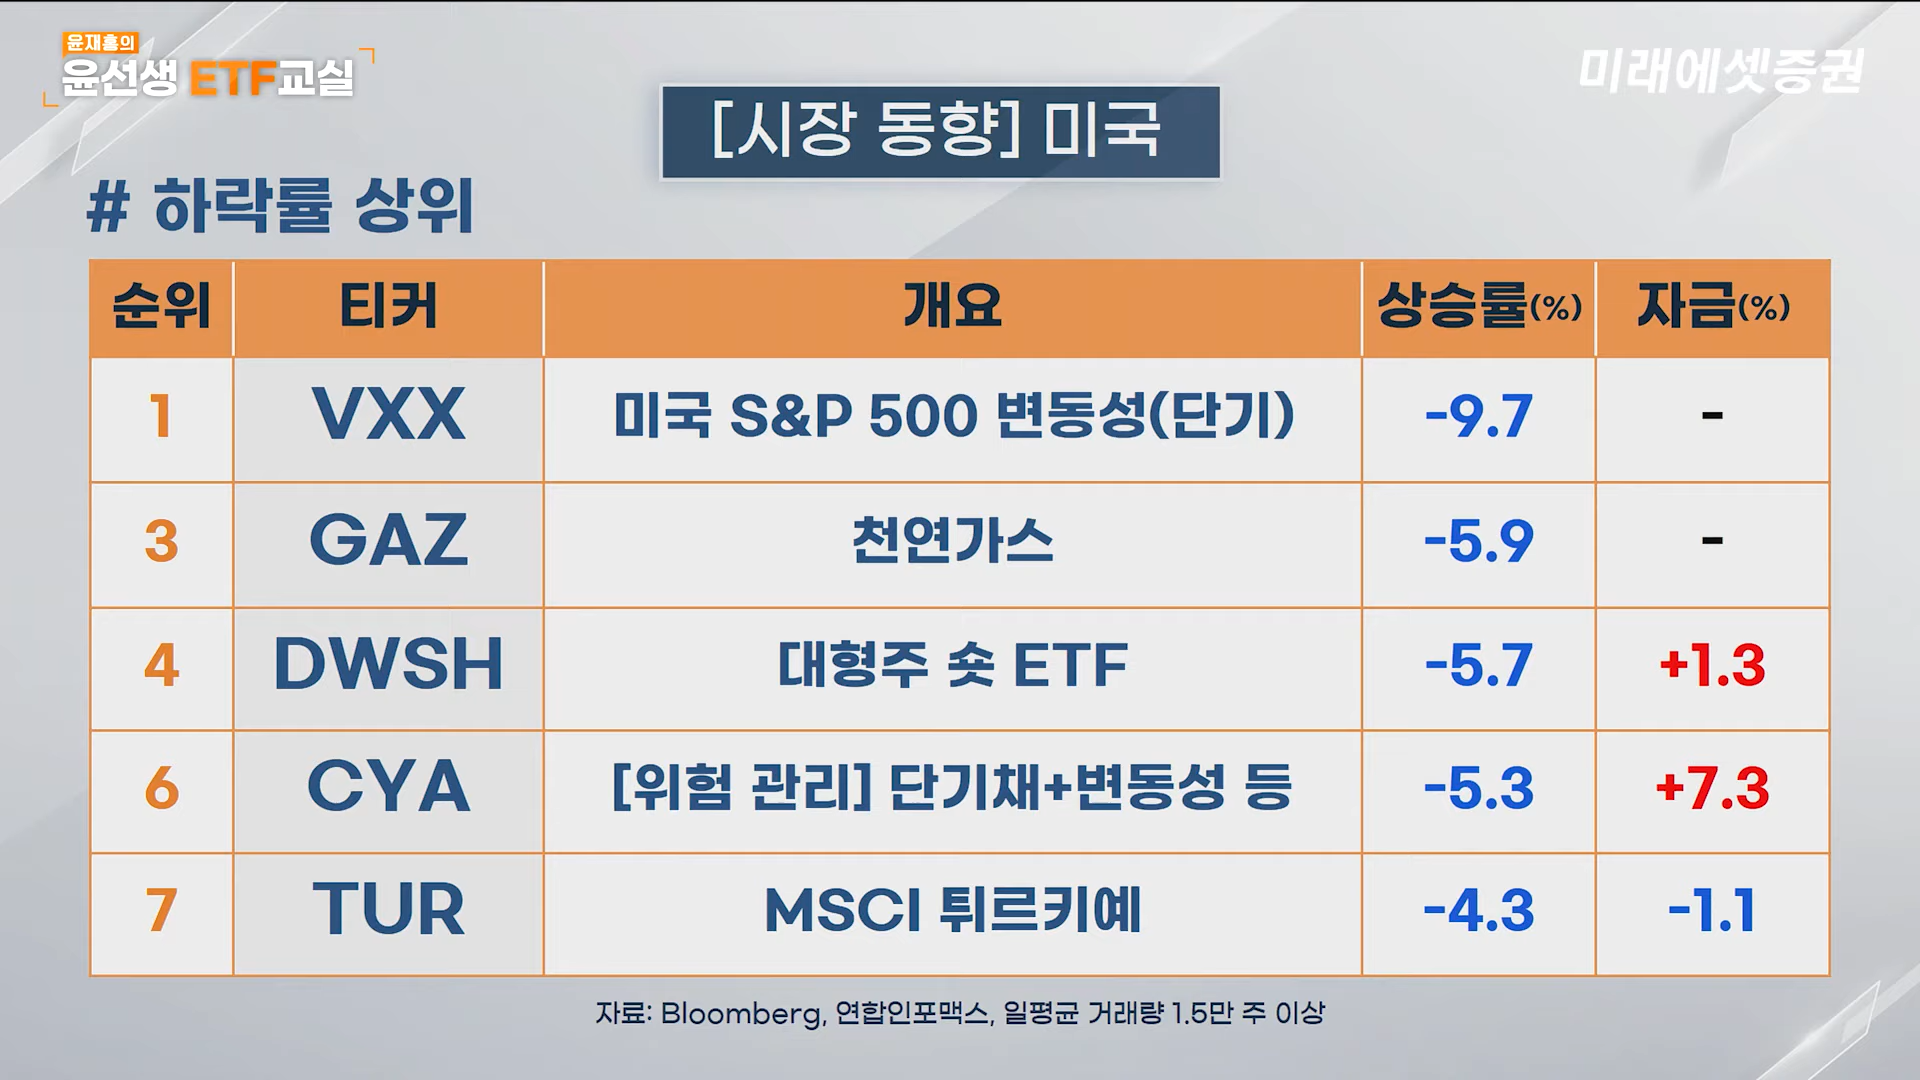 윤재홍의
윤선생 ETF교실
미래에셋증권
[시장 동향] 미국
# 하락률 상위
순위 티커 개요 상승률(%) 자금(%)
1 VXX 미국 S&P 500 변동성(단기) -9.7 -
3 GAZ 천연가스 -5.9 -
4 DWSH 대형주 숏 ETF -5.7 +1.3
6 CYA [위험 관리] 단기채+변동성 등 -5.3 +7.3
7 TUR MSCI 튀르키예 -4.3 -1.1
자료: Bloomberg, 연합인포맥스, 일평균 거래량 1.5만 주 이상